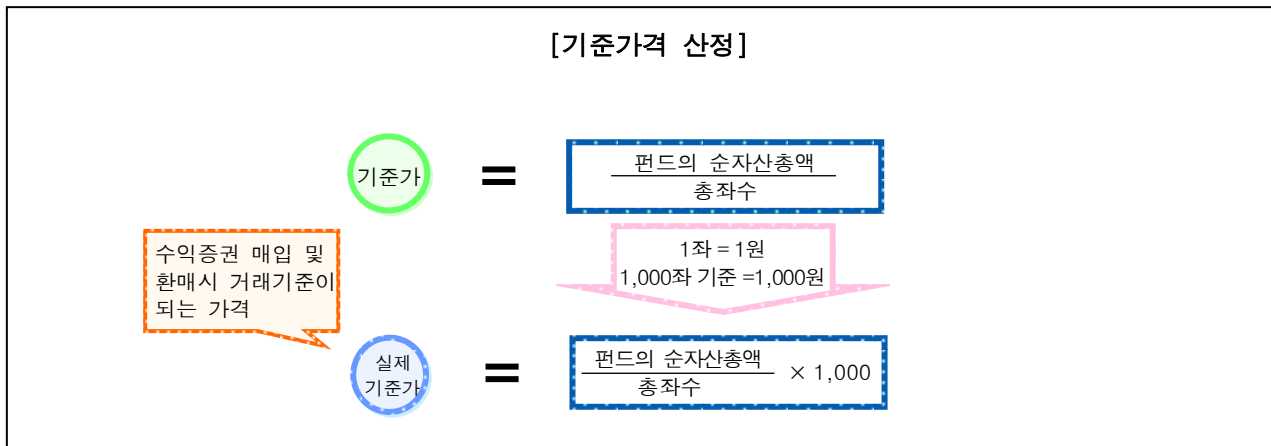 [기준가격 산정]
기준가
=
펀드의 순자산총액
총좌수
1좌 = 1원
1,000좌 기준 =1,000원
수익증권 매입 및
환매시 거래기준이
되는 가격
실제
기준가
=
펀드의 순자산총액
총좌수
× 1,000